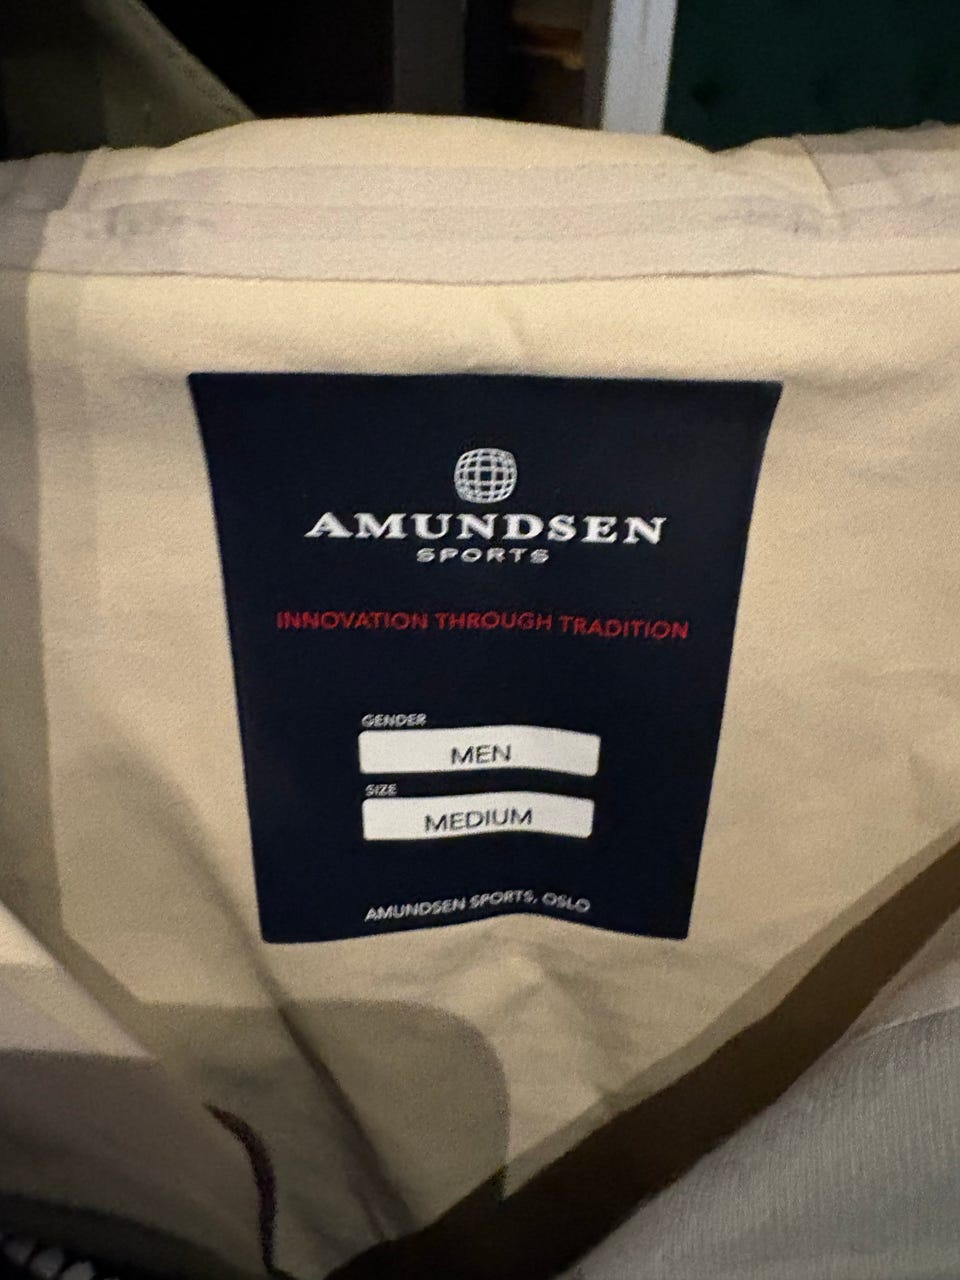 AMUNDSEN
SPORTS
INNOVATION THROUGH TRADITION
GENDER
MEN
SIZE
MEDIUM
AMUNDSEN SPORTS, OSLO